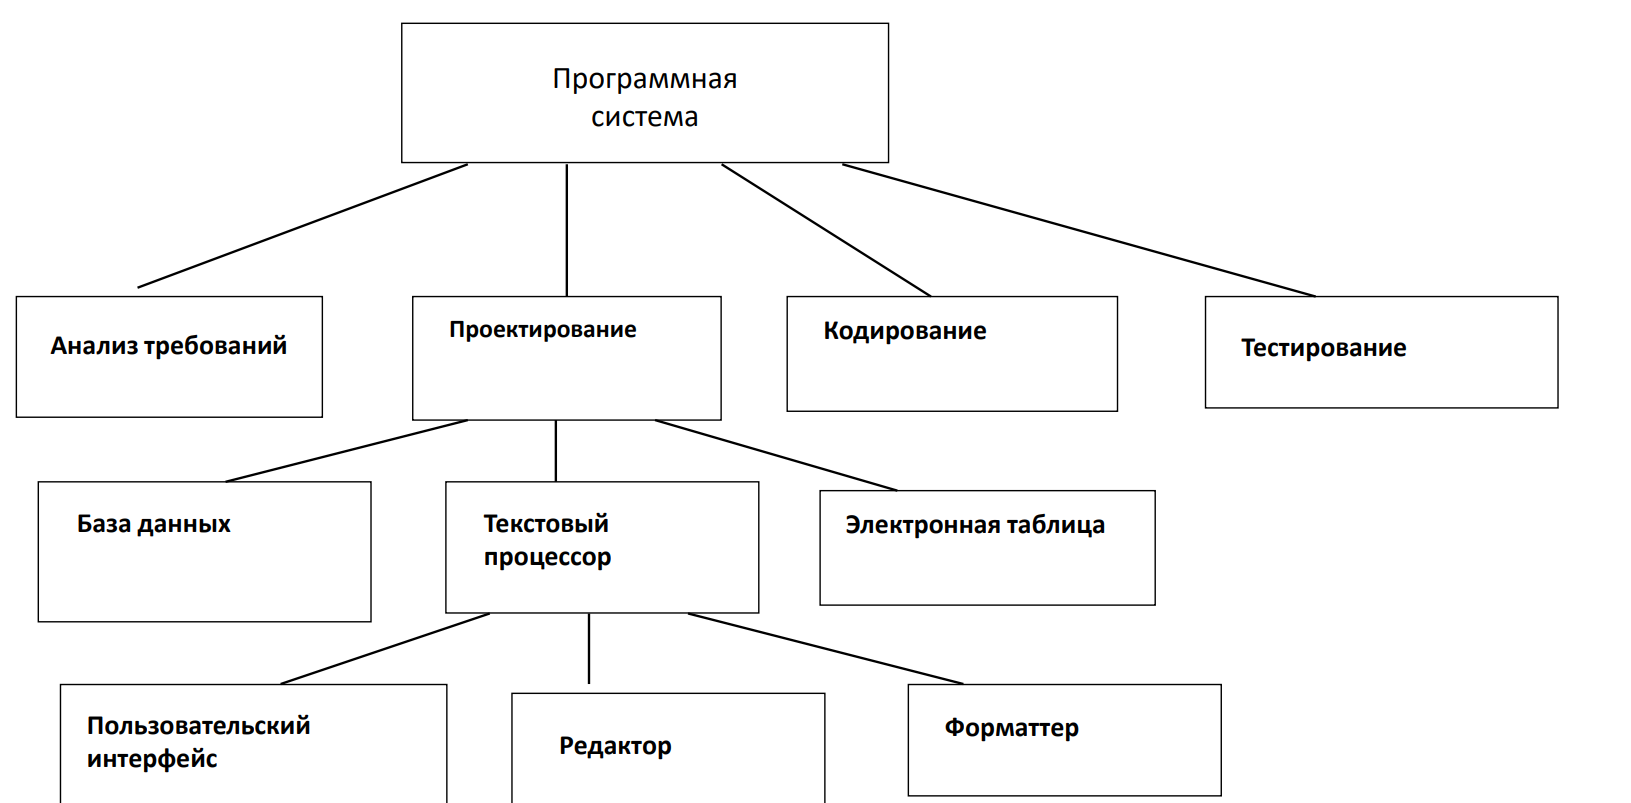 Программная
система
Анализ требований
Проектирование
Кодирование
Тестирование
База данных
Текстовый
процессор
Электронная таблица
Пользовательский
интерфейс
Редактор
Форматтер